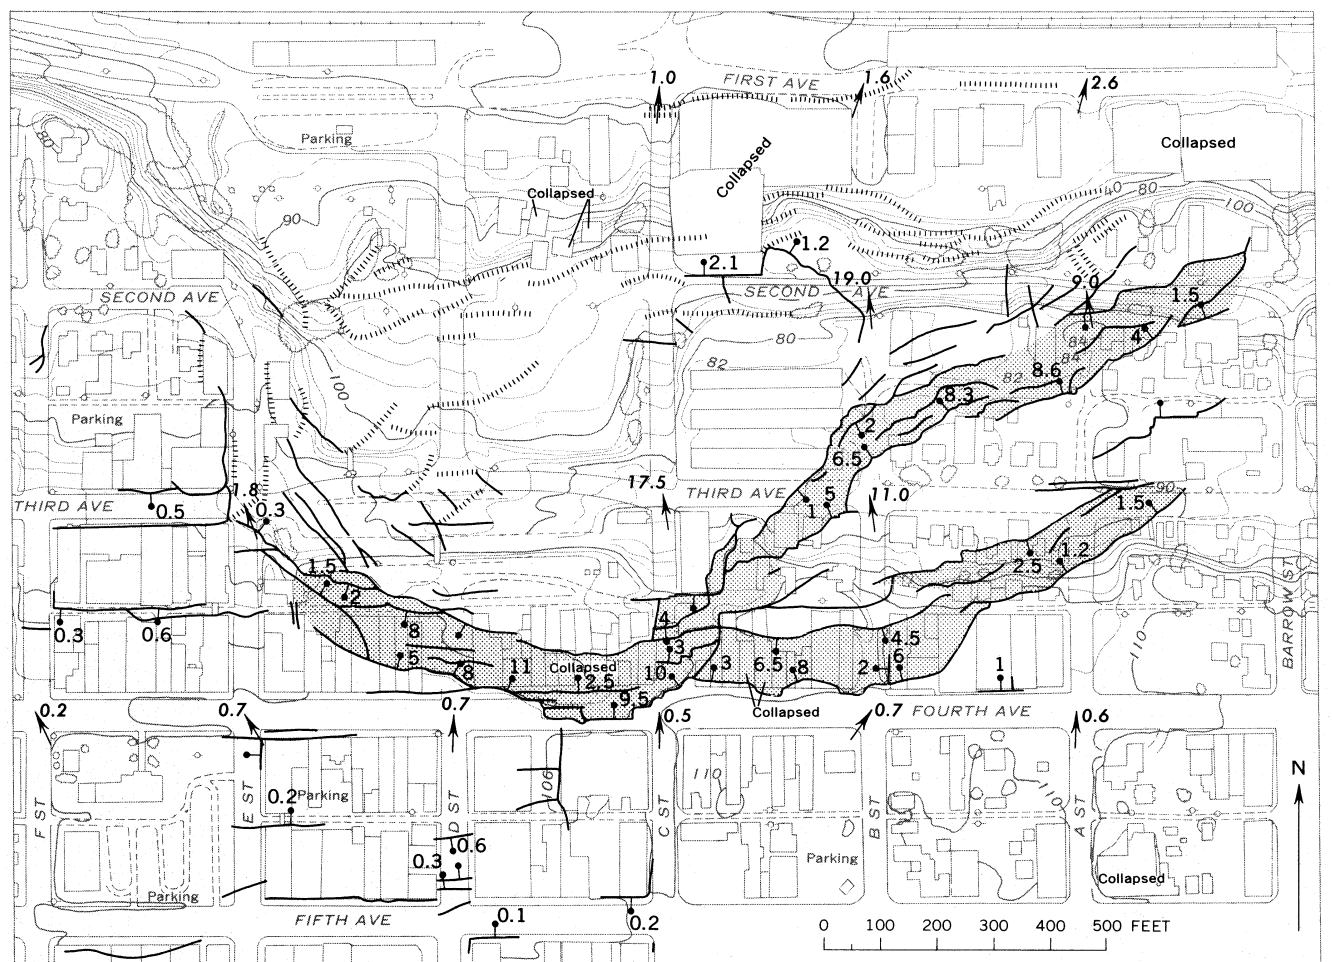 1.0
FIRST AVE
1.6
2.6
80
Parking
Collapsed
Collapsed
Collapsed
40
80
100
90
1.2
2.1
19.0
SECOND AVE
SECOND AVE
9.0
1.5
80
4
84
84
82
100
8.6
82
8.3
Parking
2
6.5
17.5
1.8
THIRD AVE
THIRD AVE
5
1
11.0
90
1.5
0.5
0.3
1.2
2.5
1.5
2
BARROW ST
4
0.3
0.6
8
3
4.5
110
5
8
11
Collapsed
2.5
10
3
6.5
8
2
6
1
9.5
0.2
0.7
0.7
0.5
Collapsed
0.7
FOURTH AVE
0.6
N
106
110
110
0.2
Parking
F ST
E ST
D ST
C ST
B ST
A ST
0.6
0.3
Parking
Parking
Collapsed
FIFTH AVE
0.1
0.2
0 100 200 300 400 500 FEET